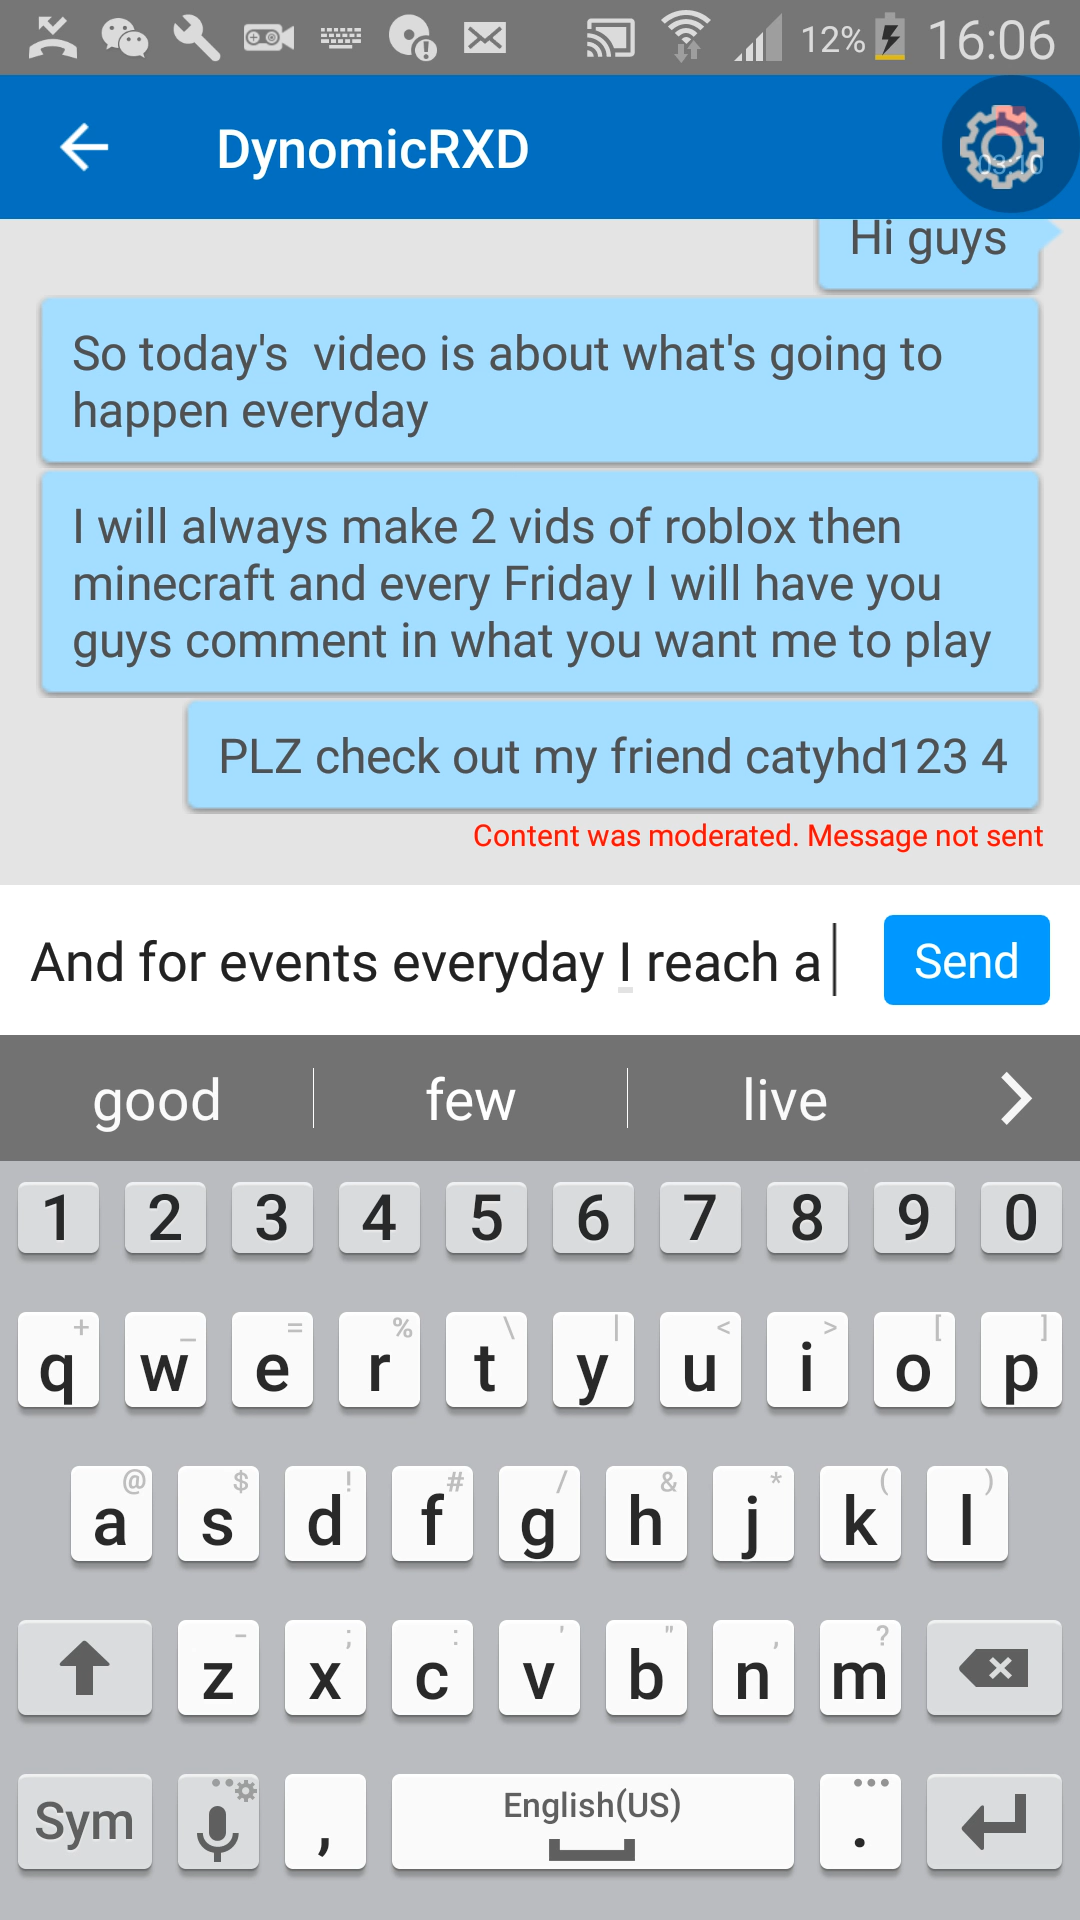 12% 16:06
DynomicRXD
03:10
Hi guys
So today's  video is about what's going to
happen everyday
I will always make 2 vids of roblox then
minecraft and every Friday I will have you
guys comment in what you want me to play
PLZ check out my friend catyhd123 4
Content was moderated. Message not sent
And for events everyday I reach a
Send
good few live
1 2 3 4 5 6 7 8 9 0
+ _ = % \ | < > [ ]
q w e r t y u i o p
@ $ ! # / & * ( )
a s d f g h j k l
- ; : ' " , ?
z x c v b n m
Sym , English(US) .